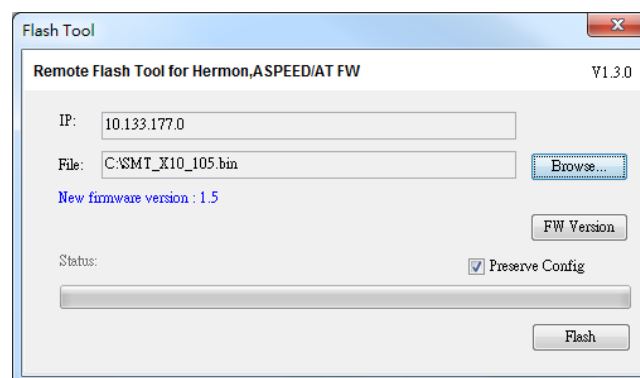 Flash Tool
Remote Flash Tool for Hermon,ASPEED/AT FW V1.3.0
IP: 10.133.177.0
File: C:\SMT_X10_105.bin Browse...
New firmware version : 1.5
FW Version
Status: Preserve Config
Flash